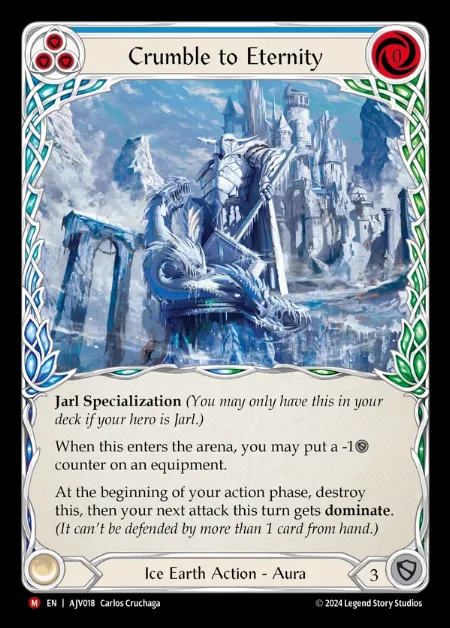 Crumble to Eternity
0
Jarl Specialization (You may only have this in your
deck if your hero is Jarl.)
When this enters the arena, you may put a -1
counter on an equipment.
At the beginning of your action phase, destroy
this, then your next attack this turn gets dominate.
(It can't be defended by more than 1 card from hand.)
Ice Earth Action - Aura
3
M EN | AJV018 Carlos Cruchaga
© 2024 Legend Story Studios